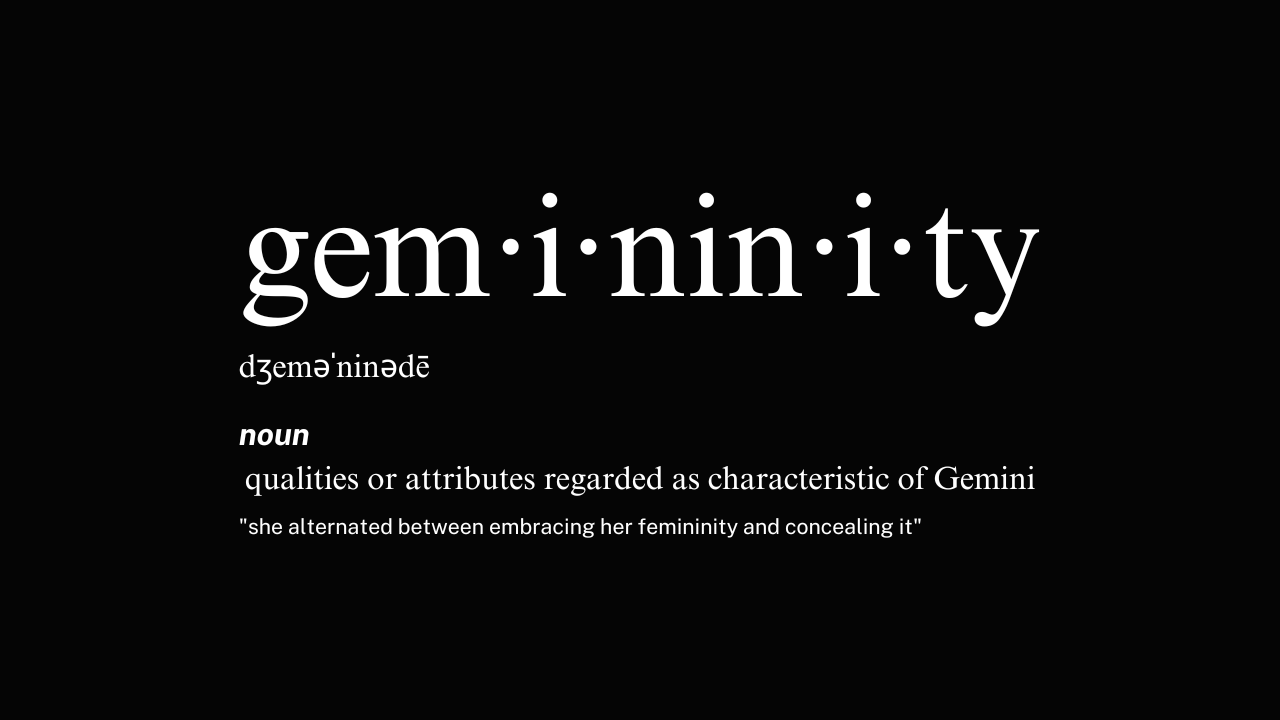 gem·i·nin·i·ty
dʒeməˈninədē
noun
qualities or attributes regarded as characteristic of Gemini
"she alternated between embracing her femininity and concealing it"